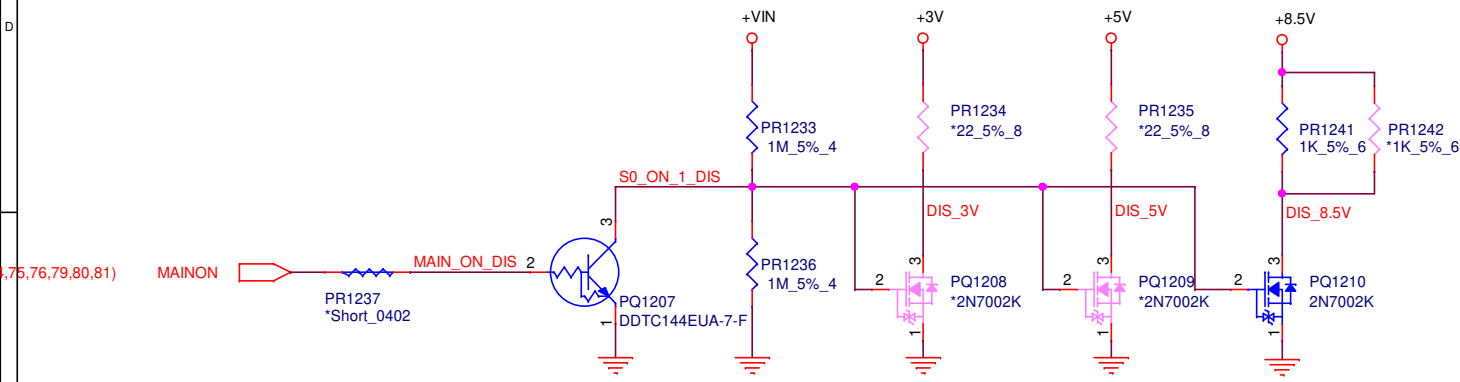 D
+VIN
+3V
+5V
+8.5V
PR1233
1M_5%_4
PR1234
*22_5%_8
PR1235
*22_5%_8
PR1241
1K_5%_6
PR1242
*1K_5%_6
S0_ON_1_DIS
DIS_3V
DIS_5V
DIS_8.5V
,75,76,79,80,81)
MAINON
PR1237
*Short_0402
MAIN_ON_DIS
2
3
1
PQ1207
DDTC144EUA-7-F
PR1236
1M_5%_4
2
3
1
PQ1208
*2N7002K
2
3
1
PQ1209
*2N7002K
2
3
1
PQ1210
2N7002K